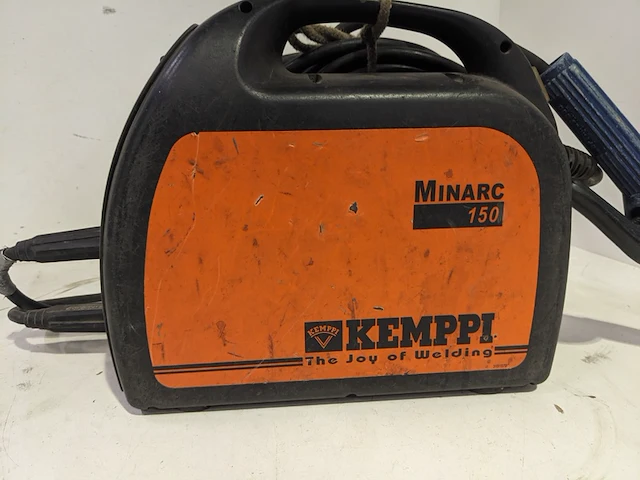 MINARC
150
KEMPPI
KEMPPI
The Joy of Welding